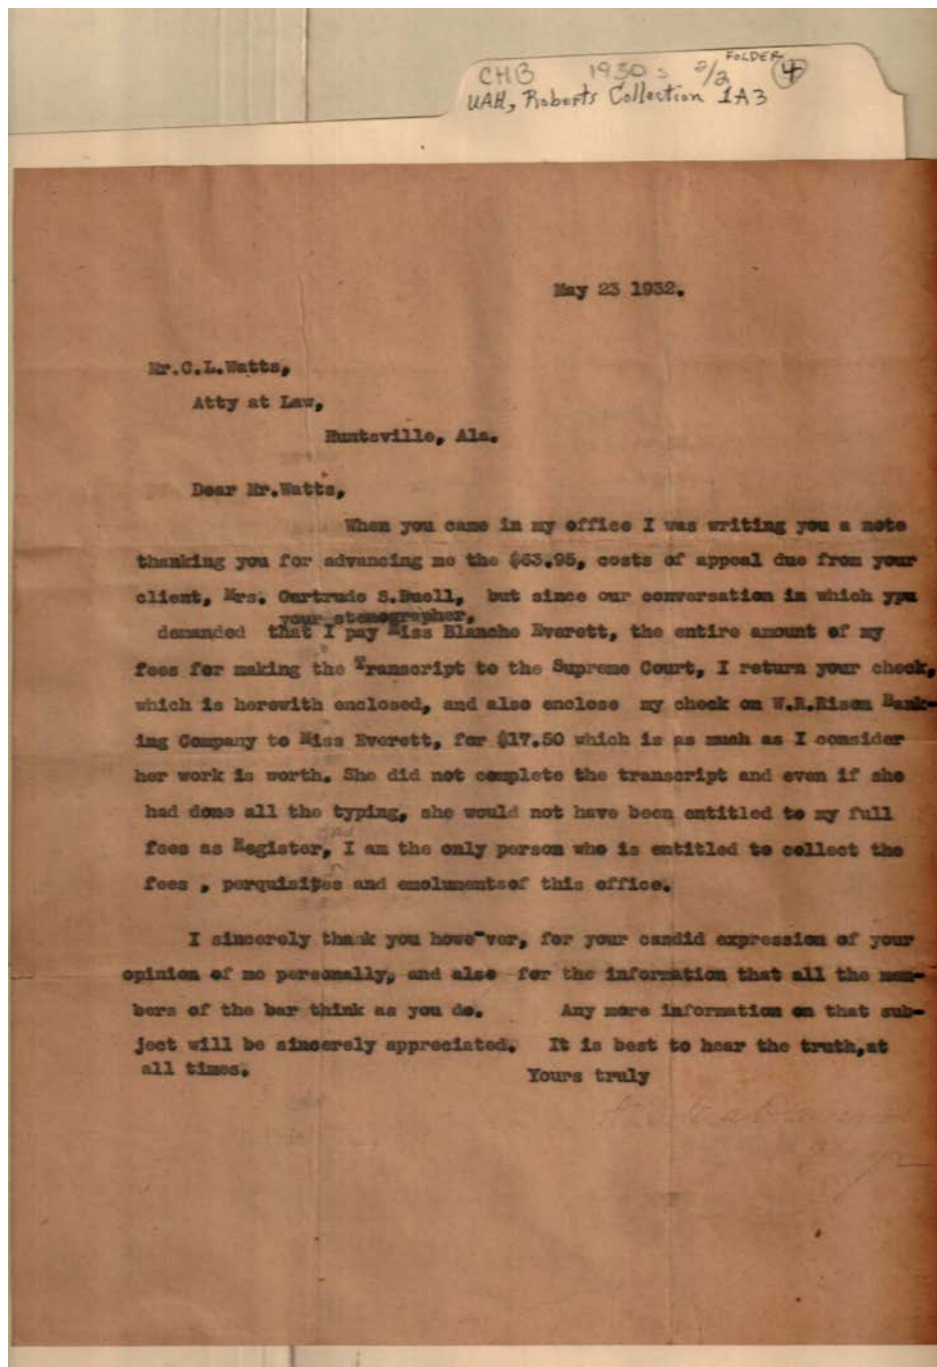 FOLDER
CHB 1930s 2/2 4
UAH, Roberts Collection 1A3
May 23 1932.
Mr.C.L.Watts,
Atty at Law,
Huntsville, Ala.
Dear Mr.Watts,
When you came in my office I was writing you a note
thanking you for advancing me the $63.95, costs of appeal due from your
client, Mrs. Gertrude S.Buell, but since our conversation in which ypu
your stenographer,
demanded that I pay Miss Blanche Everett, the entire amount of my
fees for making the Transcript to the Supreme Court, I return your check,
which is herewith enclosed, and also enclose my check on W.R.Rison Bank-
ing Company to Miss Everett, for $17.50 which is as much as I consider
her work is worth. She did not complete the transcript and even if she
had done all the typing, she would not have been entitled to my full
fees as Register, I am the only person who is entitled to collect the
fees , perquisites and emolumentsof this office.
I sincerely thank you howe-ver, for your candid expression of your
opinion of me personally, and also for the information that all the mem-
bers of the bar think as you do. Any more information on that sub-
ject will be sincerely appreciated. It is best to hear the truth,at
all times.
Yours truly